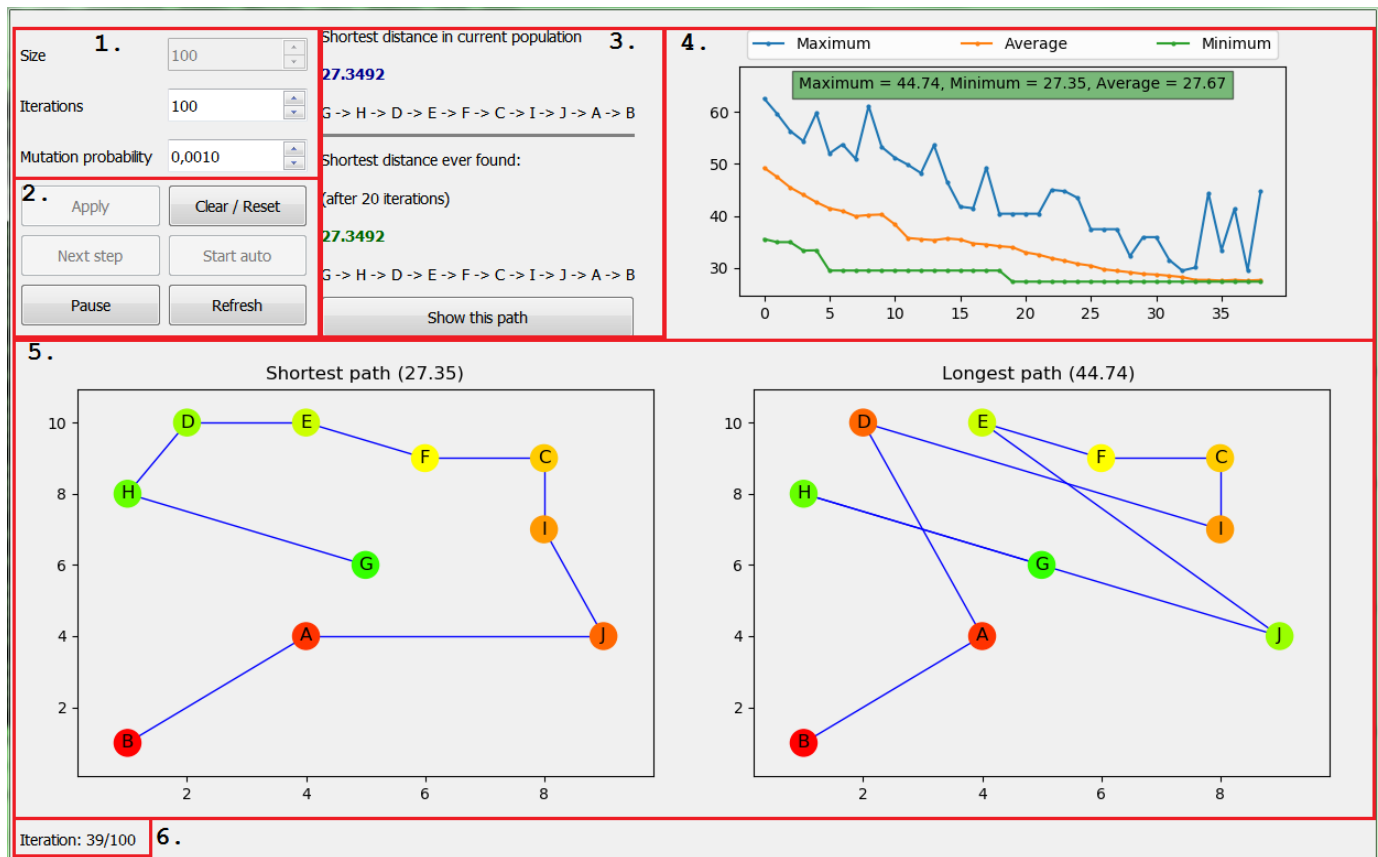 1.
Size 100
Iterations 100
Mutation probability 0,0010
2.
Apply Clear / Reset
Next step Start auto
Pause Refresh
3.
Shortest distance in current population
27.3492
G -> H -> D -> E -> F -> C -> I -> J -> A -> B
Shortest distance ever found:
(after 20 iterations)
27.3492
G -> H -> D -> E -> F -> C -> I -> J -> A -> B
Show this path
4.
Maximum Average Minimum
Maximum = 44.74, Minimum = 27.35, Average = 27.67
60
50
40
30
0 5 10 15 20 25 30 35
5.
Shortest path (27.35)
10
8
6
4
2
D E
F C
H
I
G
A J
B
2 4 6 8
Longest path (44.74)
10
8
6
4
2
D E
F C
H
I
G
A J
B
2 4 6 8
Iteration: 39/100
6.